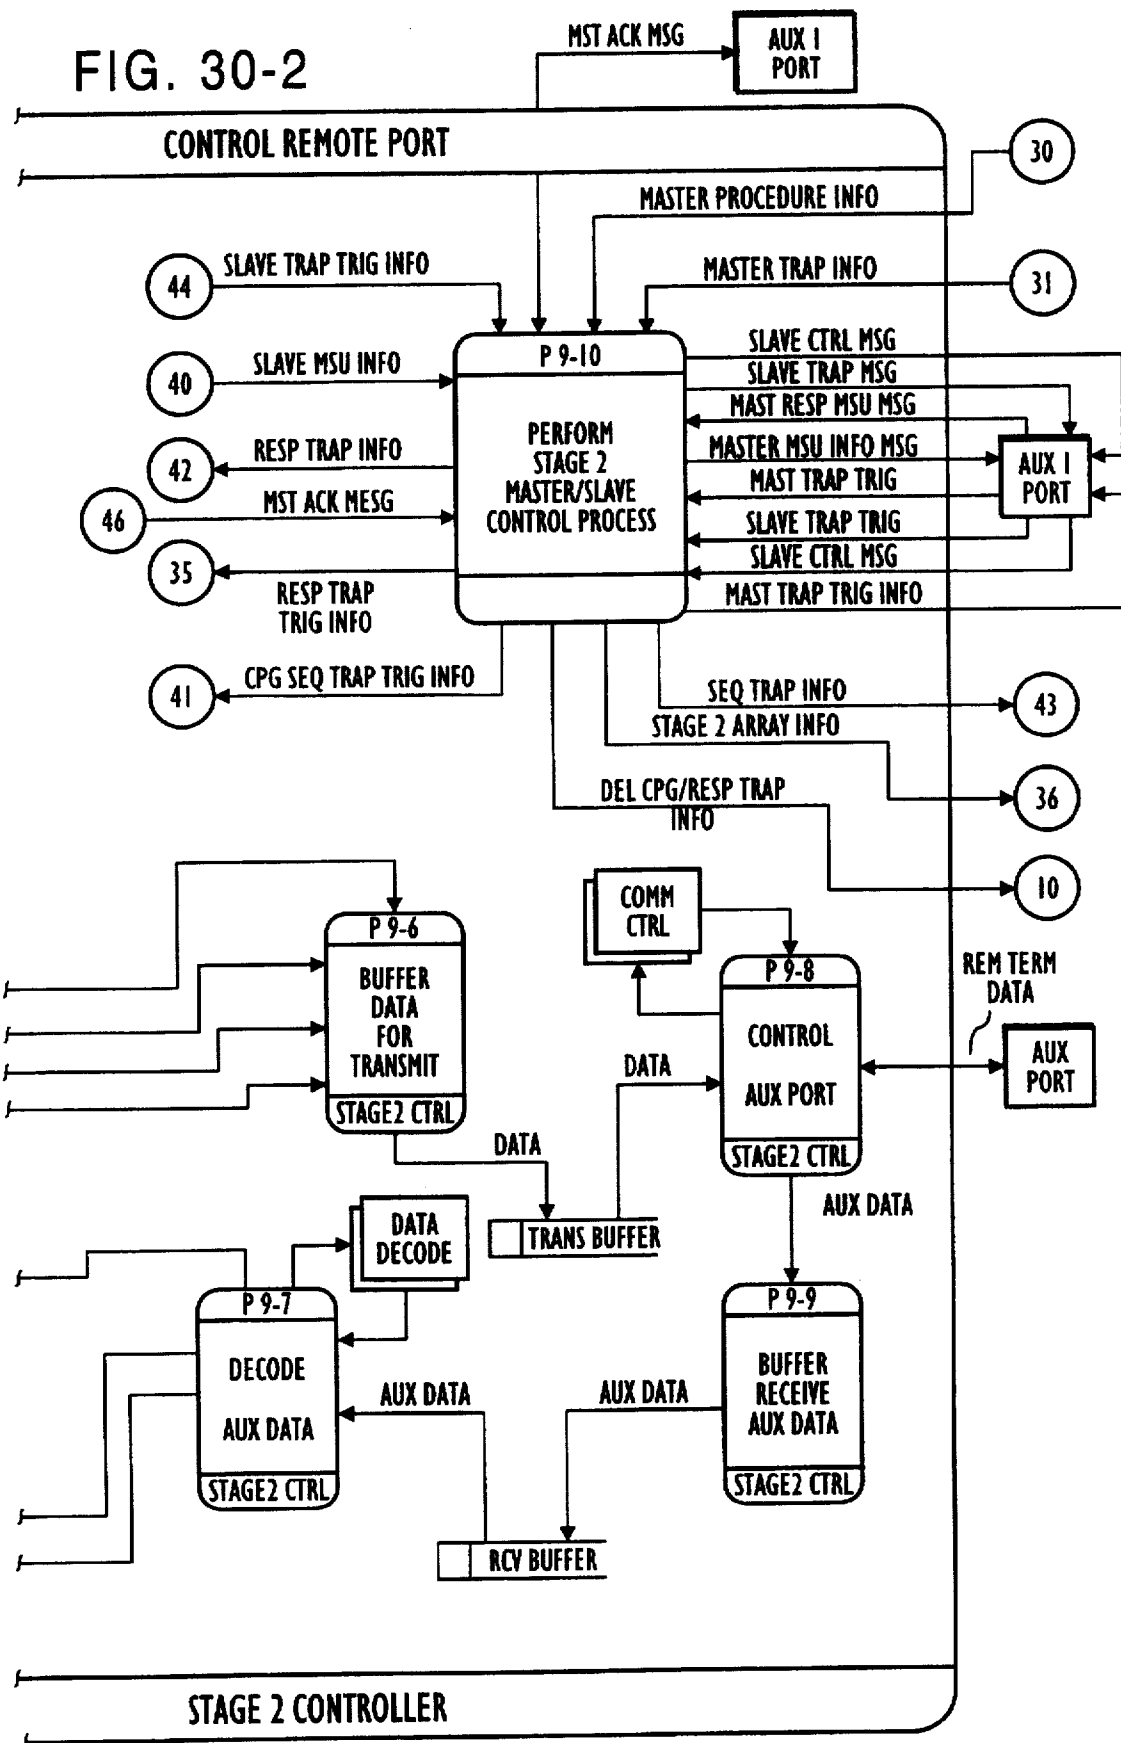 FIG. 30-2
MST ACK MSG
AUX 1
PORT
CONTROL REMOTE PORT
30
MASTER PROCEDURE INFO
44
SLAVE TRAP TRIG INFO
MASTER TRAP INFO
31
P 9-10
PERFORM
STAGE 2
MASTER/SLAVE
CONTROL PROCESS
40
SLAVE MSU INFO
42
RESP TRAP INFO
46
MST ACK MESG
35
RESP TRAP
TRIG INFO
41
CPG SEQ TRAP TRIG INFO
SLAVE CTRL MSG
SLAVE TRAP MSG
MAST RESP MSU MSG
MASTER MSU INFO MSG
MAST TRAP TRIG
SLAVE TRAP TRIG
SLAVE CTRL MSG
MAST TRAP TRIG INFO
AUX 1
PORT
SEQ TRAP INFO
43
STAGE 2 ARRAY INFO
36
DEL CPG/RESP TRAP
INFO
10
P 9-6
BUFFER
DATA
FOR
TRANSMIT
STAGE2 CTRL
COMM
CTRL
P 9-8
CONTROL
AUX PORT
STAGE2 CTRL
REM TERM
DATA
AUX
PORT
DATA
DATA
TRANS BUFFER
AUX DATA
DATA
DECODE
P 9-7
DECODE
AUX DATA
STAGE2 CTRL
AUX DATA
AUX DATA
P 9-9
BUFFER
RECEIVE
AUX DATA
STAGE2 CTRL
RCV BUFFER
STAGE 2 CONTROLLER